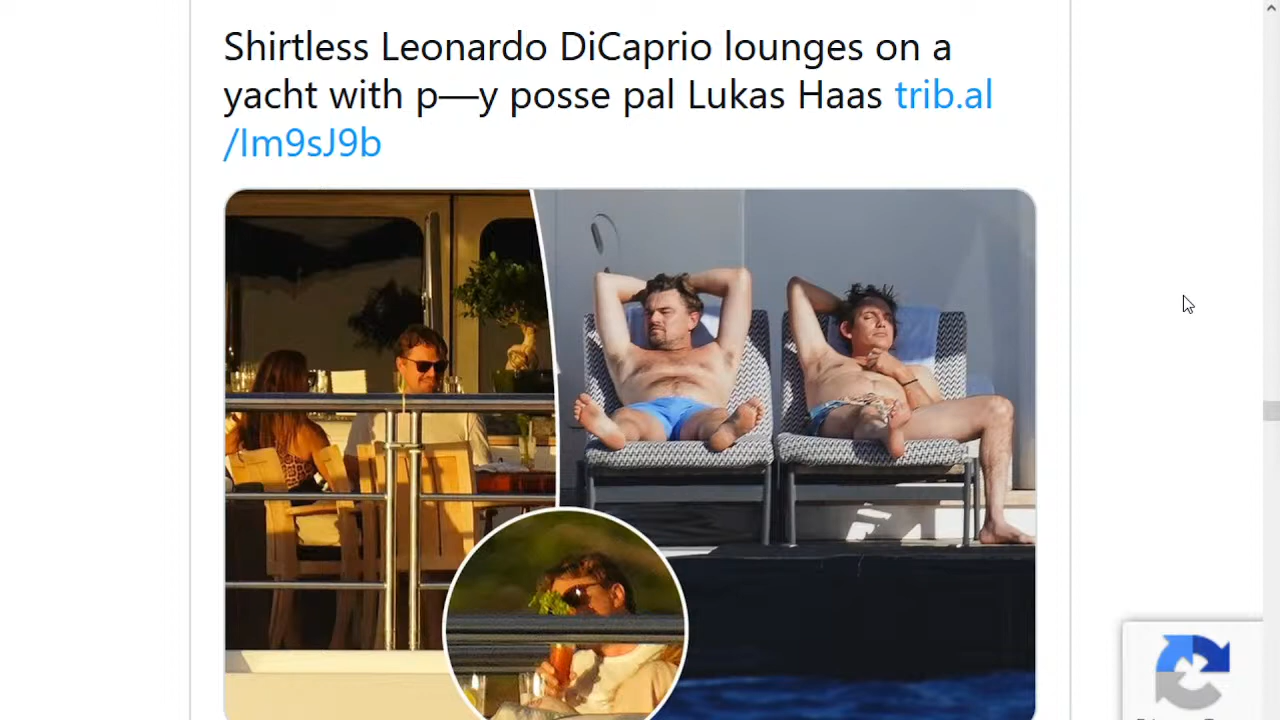 Shirtless Leonardo DiCaprio lounges on a
yacht with p—y posse pal Lukas Haas trib.al
/Im9sJ9b